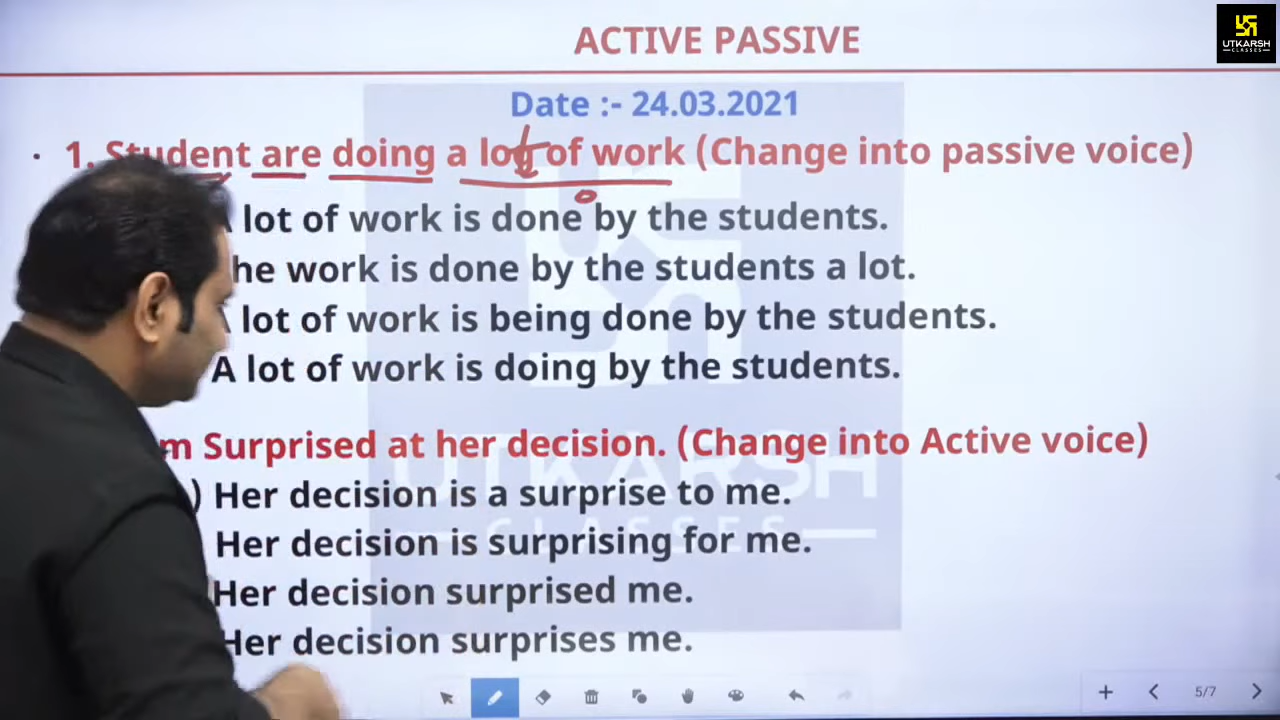 ACTIVE PASSIVE
UTKARSH
CLASSES
Date :- 24.03.2021
1. Student are doing a lot of work (Change into passive voice)
lot of work is done by the students.
he work is done by the students a lot.
lot of work is being done by the students.
A lot of work is doing by the students.
m Surprised at her decision. (Change into Active voice)
) Her decision is a surprise to me.
Her decision is surprising for me.
Her decision surprised me.
Her decision surprises me.
UTKARSH
CLASSES
5/7